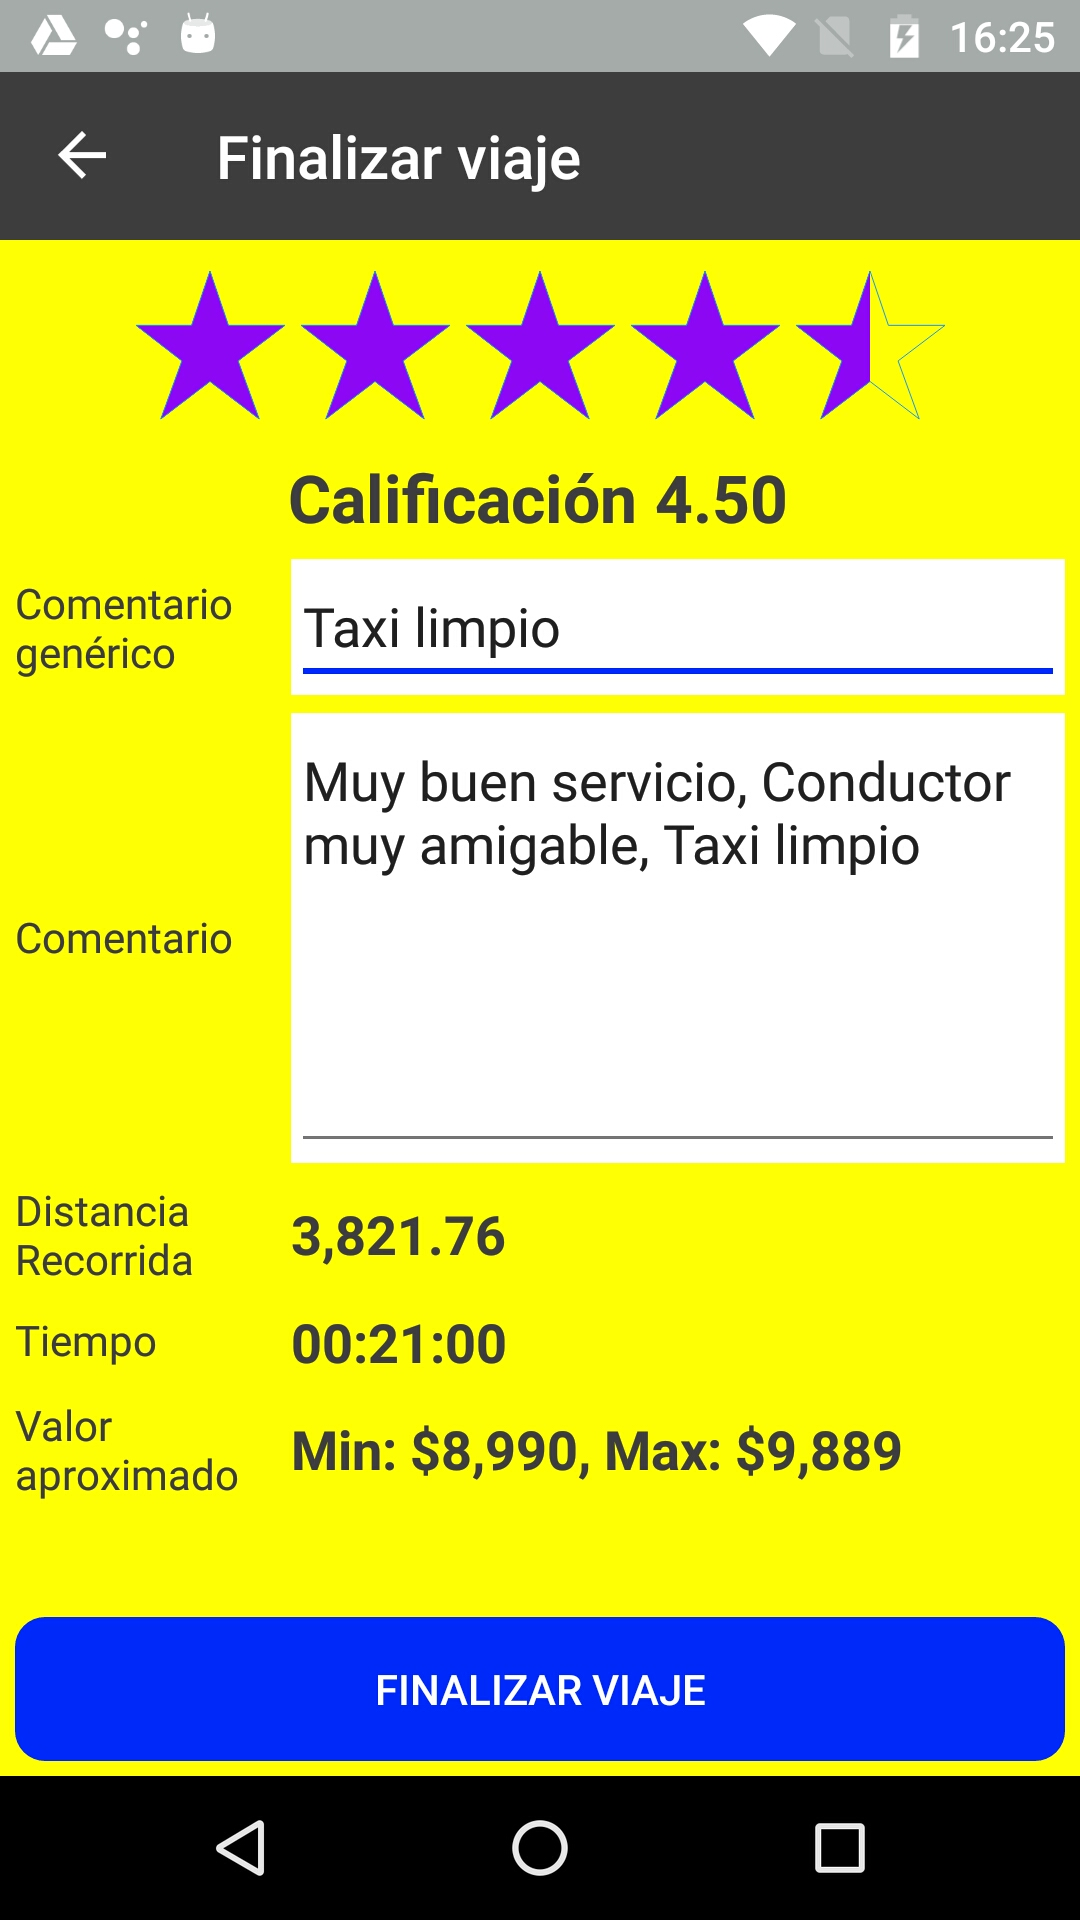 16:25
Finalizar viaje
Calificación 4.50
Comentario
genérico
Taxi limpio
Comentario
Muy buen servicio, Conductor
muy amigable, Taxi limpio
Distancia
Recorrida
3,821.76
Tiempo
00:21:00
Valor
aproximado
Min: $8,990, Max: $9,889
FINALIZAR VIAJE